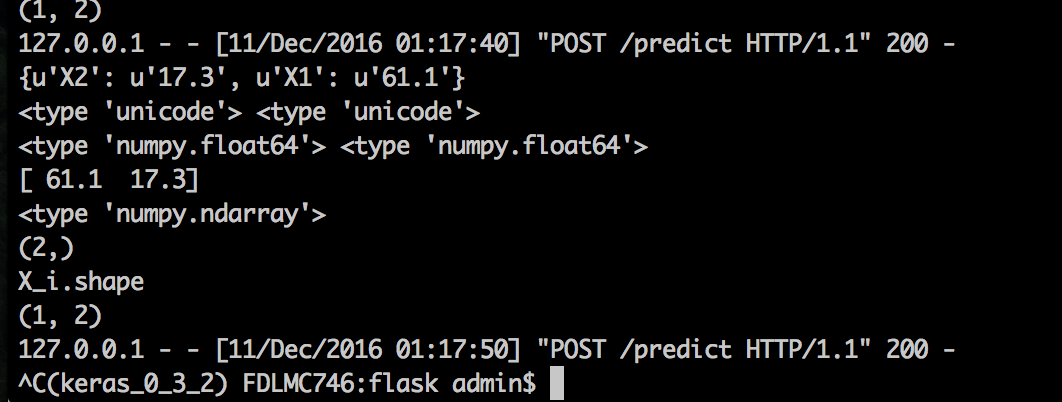 (1, 2)
127.0.0.1 - - [11/Dec/2016 01:17:40] "POST /predict HTTP/1.1" 200 -
{u'X2': u'17.3', u'X1': u'61.1'}
<type 'unicode'> <type 'unicode'>
<type 'numpy.float64'> <type 'numpy.float64'>
[ 61.1  17.3]
<type 'numpy.ndarray'>
(2,)
X_i.shape
(1, 2)
127.0.0.1 - - [11/Dec/2016 01:17:50] "POST /predict HTTP/1.1" 200 -
^C(keras_0_3_2) FDLMC746:flask admin$